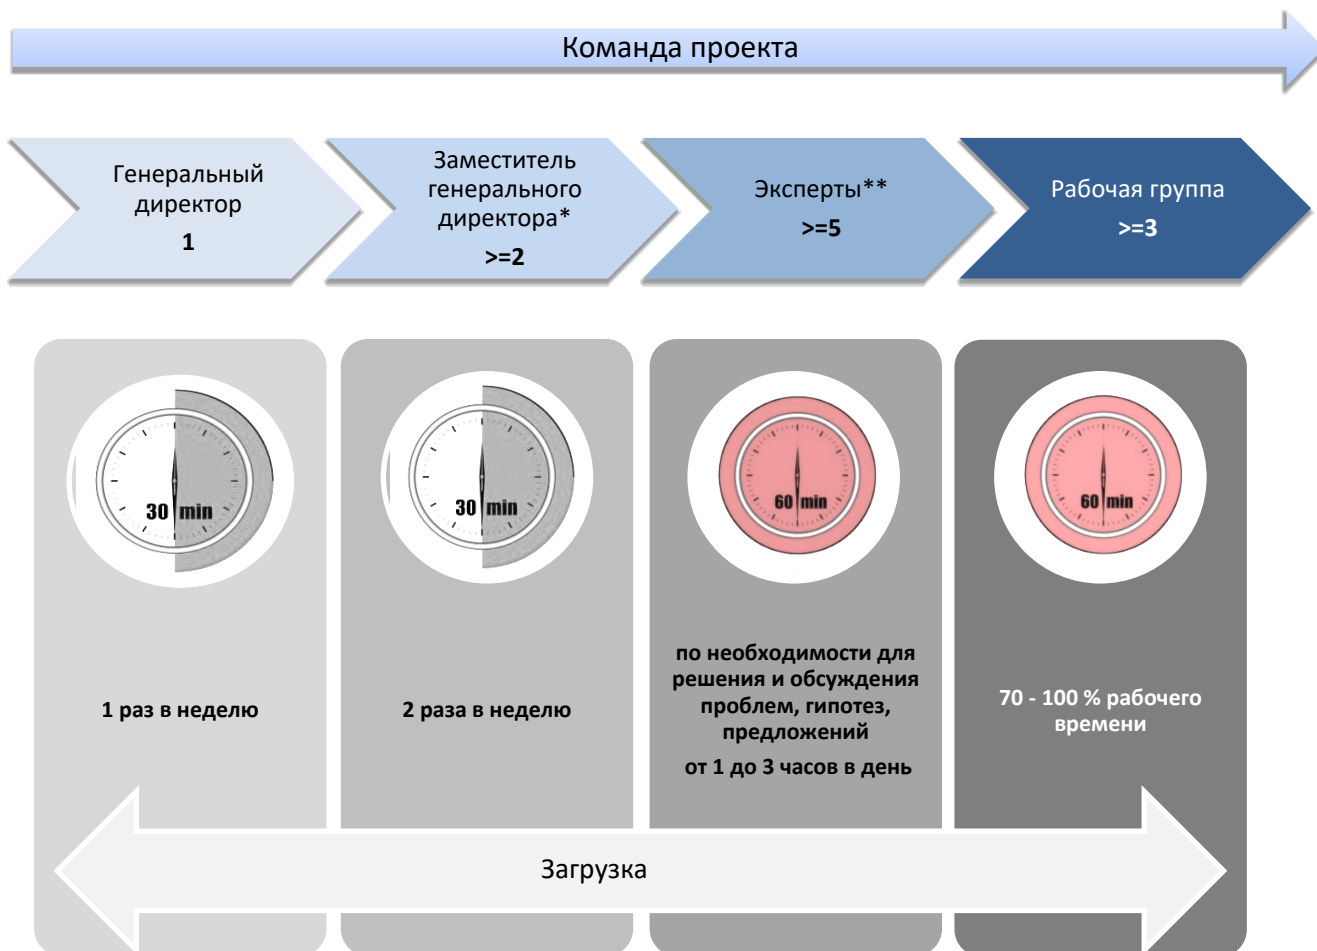 Команда проекта
Генеральный
директор
1
Заместитель
генерального
директора*
>=2
Эксперты**
>=5
Рабочая группа
>=3
30 min
30 min
60 min
60 min
1 раз в неделю
2 раза в неделю
по необходимости для
решения и обсуждения
проблем, гипотез,
предложений
от 1 до 3 часов в день
70 - 100 % рабочего
времени
Загрузка